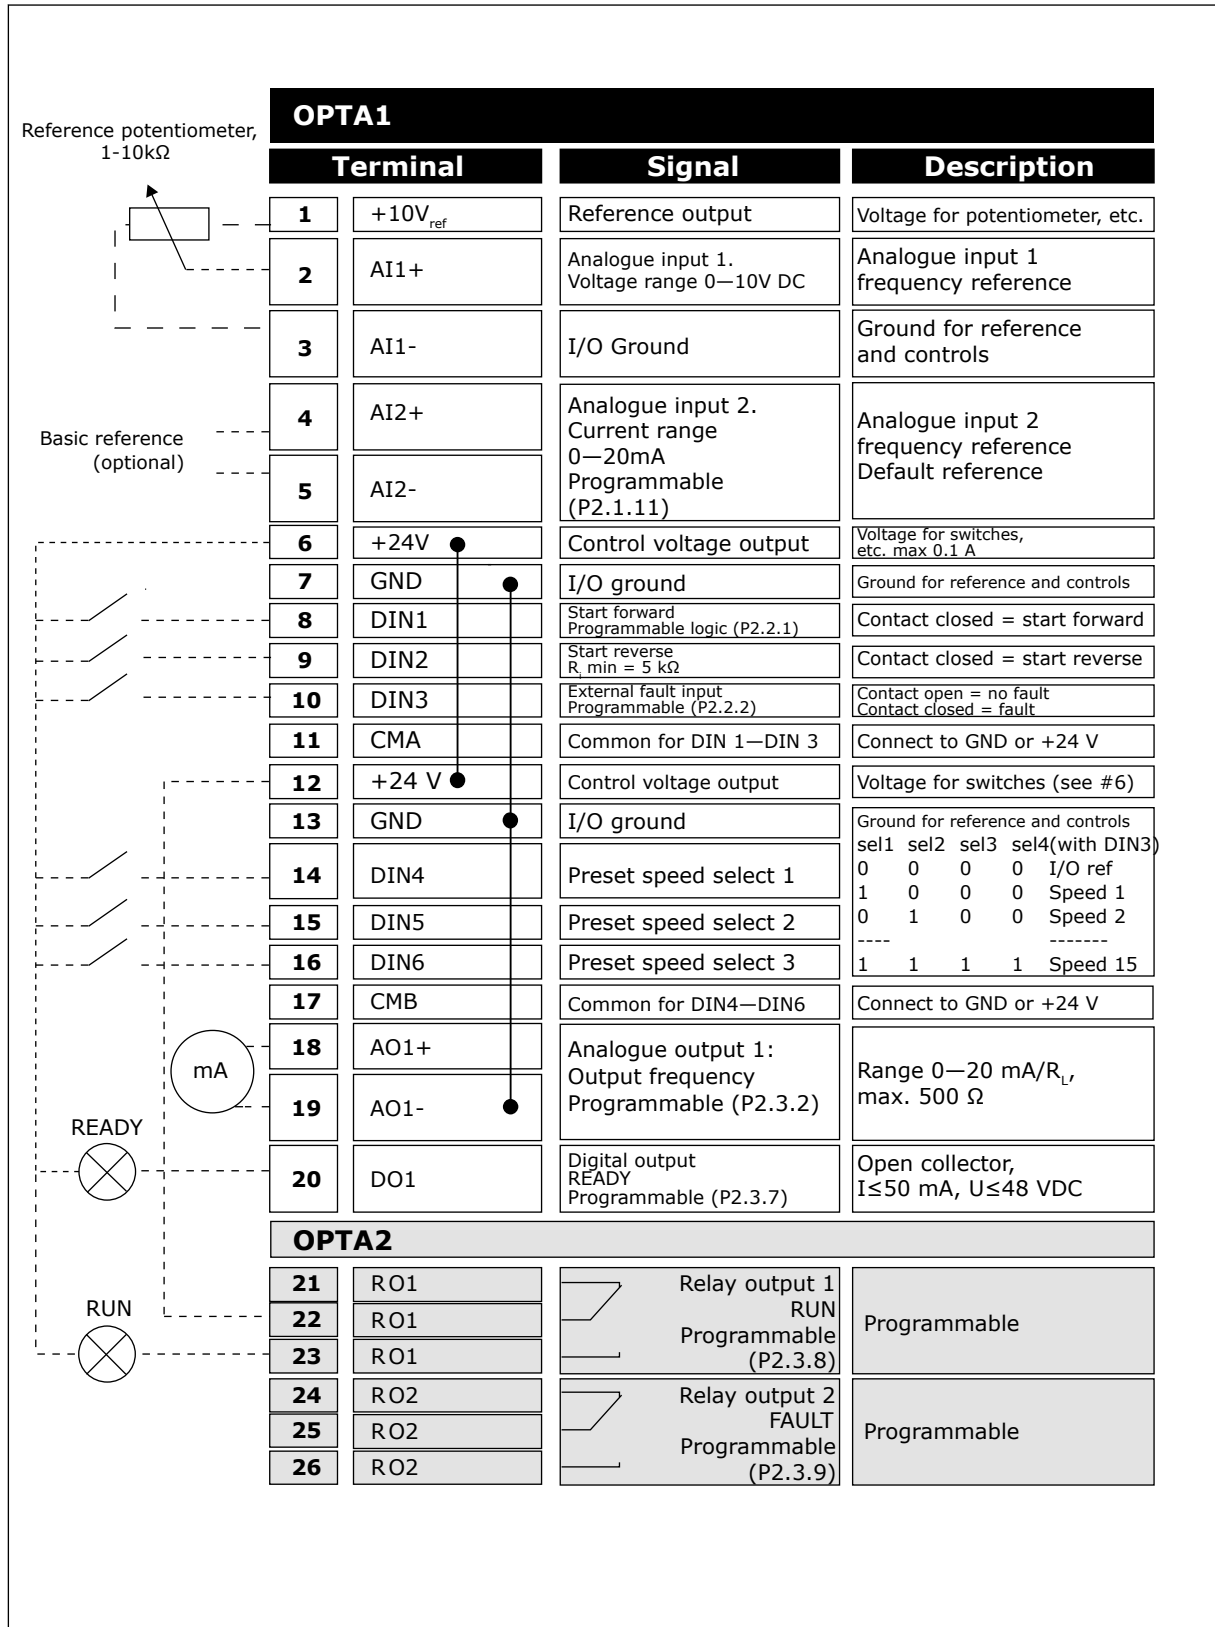 OPTA1
Reference potentiometer,
1-10kΩ
Terminal Signal Description
1 +10Vref Reference output Voltage for potentiometer, etc.
2 AI1+ Analogue input 1.
Voltage range 0—10V DC
Analogue input 1
frequency reference
3 AI1- I/O Ground
Ground for reference
and controls
Basic reference
(optional)
4 AI2+
5 AI2-
Analogue input 2.
Current range
0—20mA
Programmable
(P2.1.11)
Analogue input 2
frequency reference
Default reference
6 +24V Control voltage output
Voltage for switches,
etc. max 0.1 A
7 GND I/O ground Ground for reference and controls
8 DIN1 Start forward
Programmable logic (P2.2.1)
Contact closed = start forward
9 DIN2 Start reverse
Ri min = 5 kΩ
Contact closed = start reverse
10 DIN3 External fault input
Programmable (P2.2.2)
Contact open = no fault
Contact closed = fault
11 CMA Common for DIN 1—DIN 3 Connect to GND or +24 V
12 +24 V Control voltage output Voltage for switches (see #6)
13 GND I/O ground
14 DIN4 Preset speed select 1
15 DIN5 Preset speed select 2
16 DIN6 Preset speed select 3
Ground for reference and controls
sel1 sel2 sel3 sel4(with DIN3)
0 0 0 0 I/O ref
1 0 0 0 Speed 1
0 1 0 0 Speed 2
---- -------
1 1 1 1 Speed 15
17 CMB Common for DIN4—DIN6 Connect to GND or +24 V
mA
18 AO1+
19 AO1-
Analogue output 1:
Output frequency
Programmable (P2.3.2)
Range 0—20 mA/RL,
max. 500 Ω
READY
20 DO1
Digital output
READY
Programmable (P2.3.7)
Open collector,
I≤50 mA, U≤48 VDC
OPTA2
RUN
21 RO1
22 RO1
23 RO1
Relay output 1
RUN
Programmable
(P2.3.8)
Programmable
24 RO2
25 RO2
26 RO2
Relay output 2
FAULT
Programmable
(P2.3.9)
Programmable